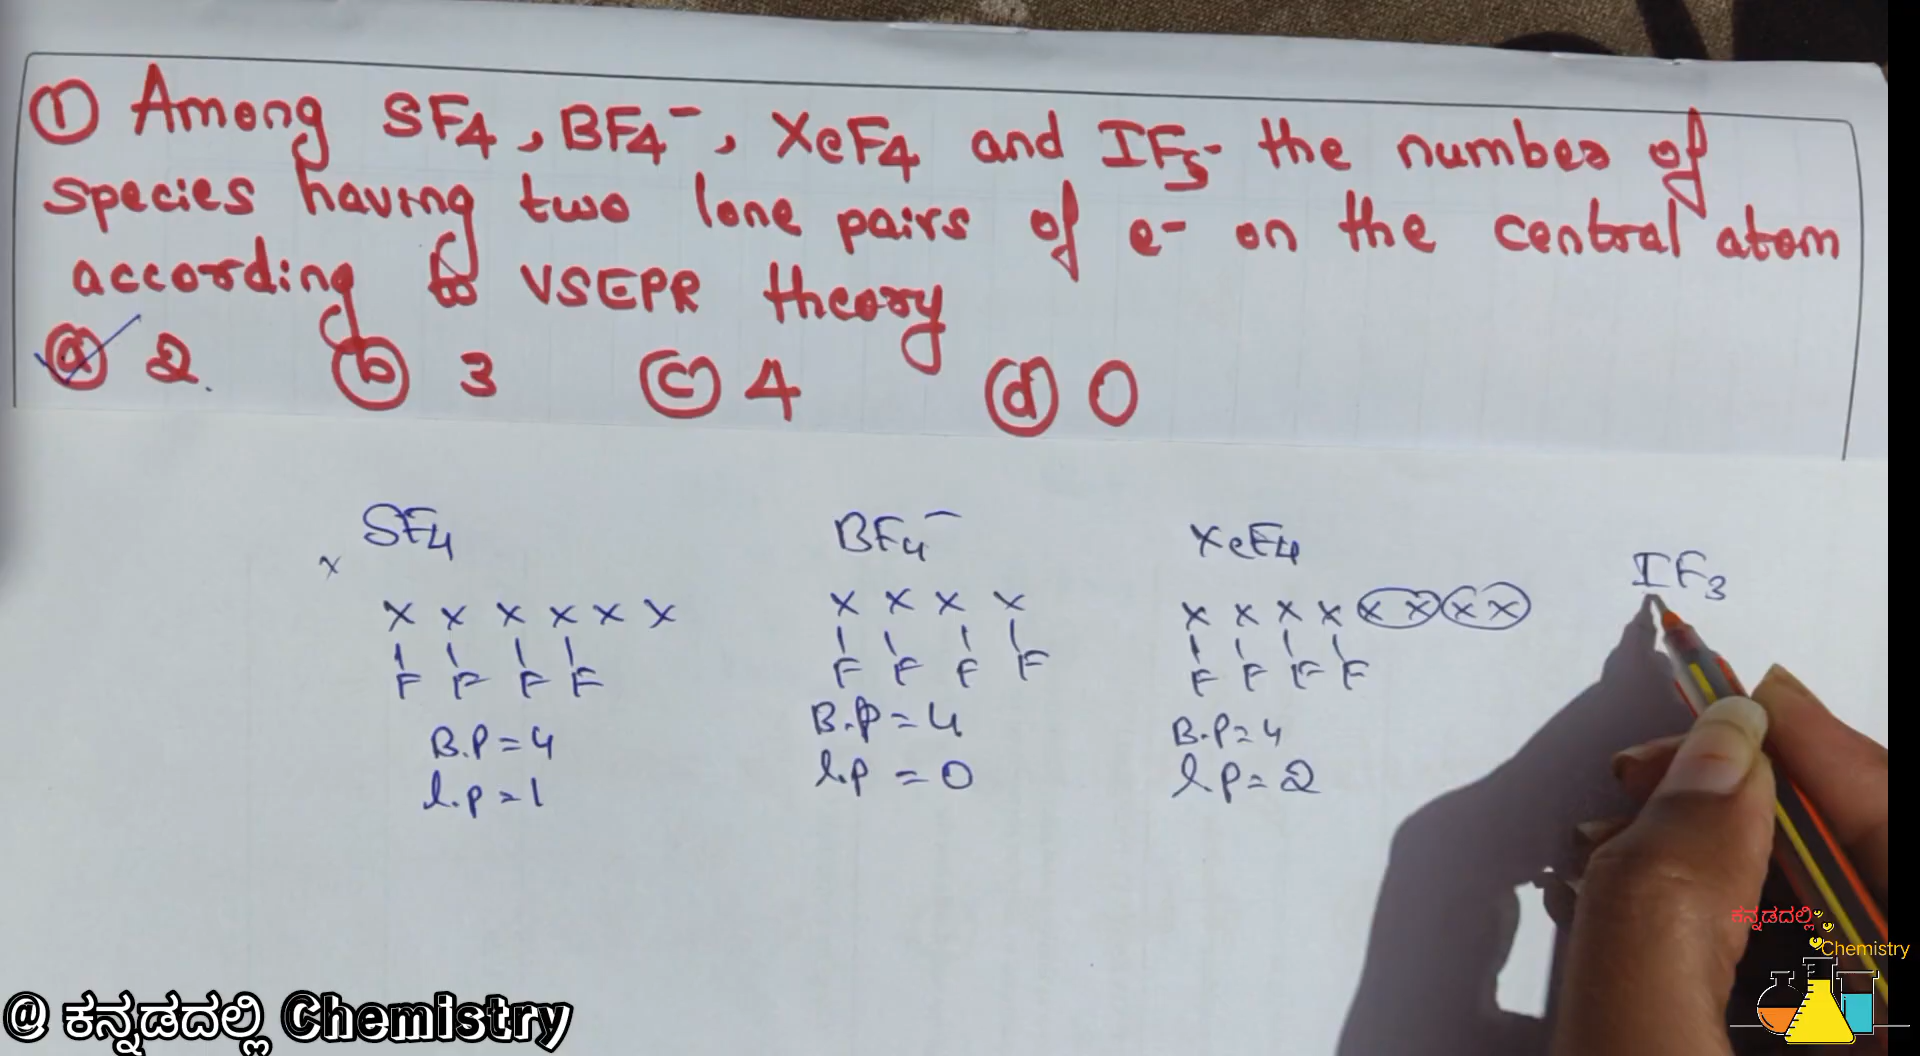 ① Among SF4, BF4⁻, XeF4 and IF3⁻ the number of
species having two lone pairs of e- on the central atom
according to VSEPR theory
ⓐ 2 ⓑ 3 ⓒ 4 ⓓ 0
SF4 BF4⁻ XeF4 IF3
x
x x x x x x
F F F F
B.P = 4
l.p = 1
x x x x
F F F F
B.P = 4
l.p = 0
x x x x x x x x
F F F F
B.P = 4
l.p = 2
ಕನ್ನಡದಲ್ಲಿ
Chemistry
@ ಕನ್ನಡದಲ್ಲಿ Chemistry